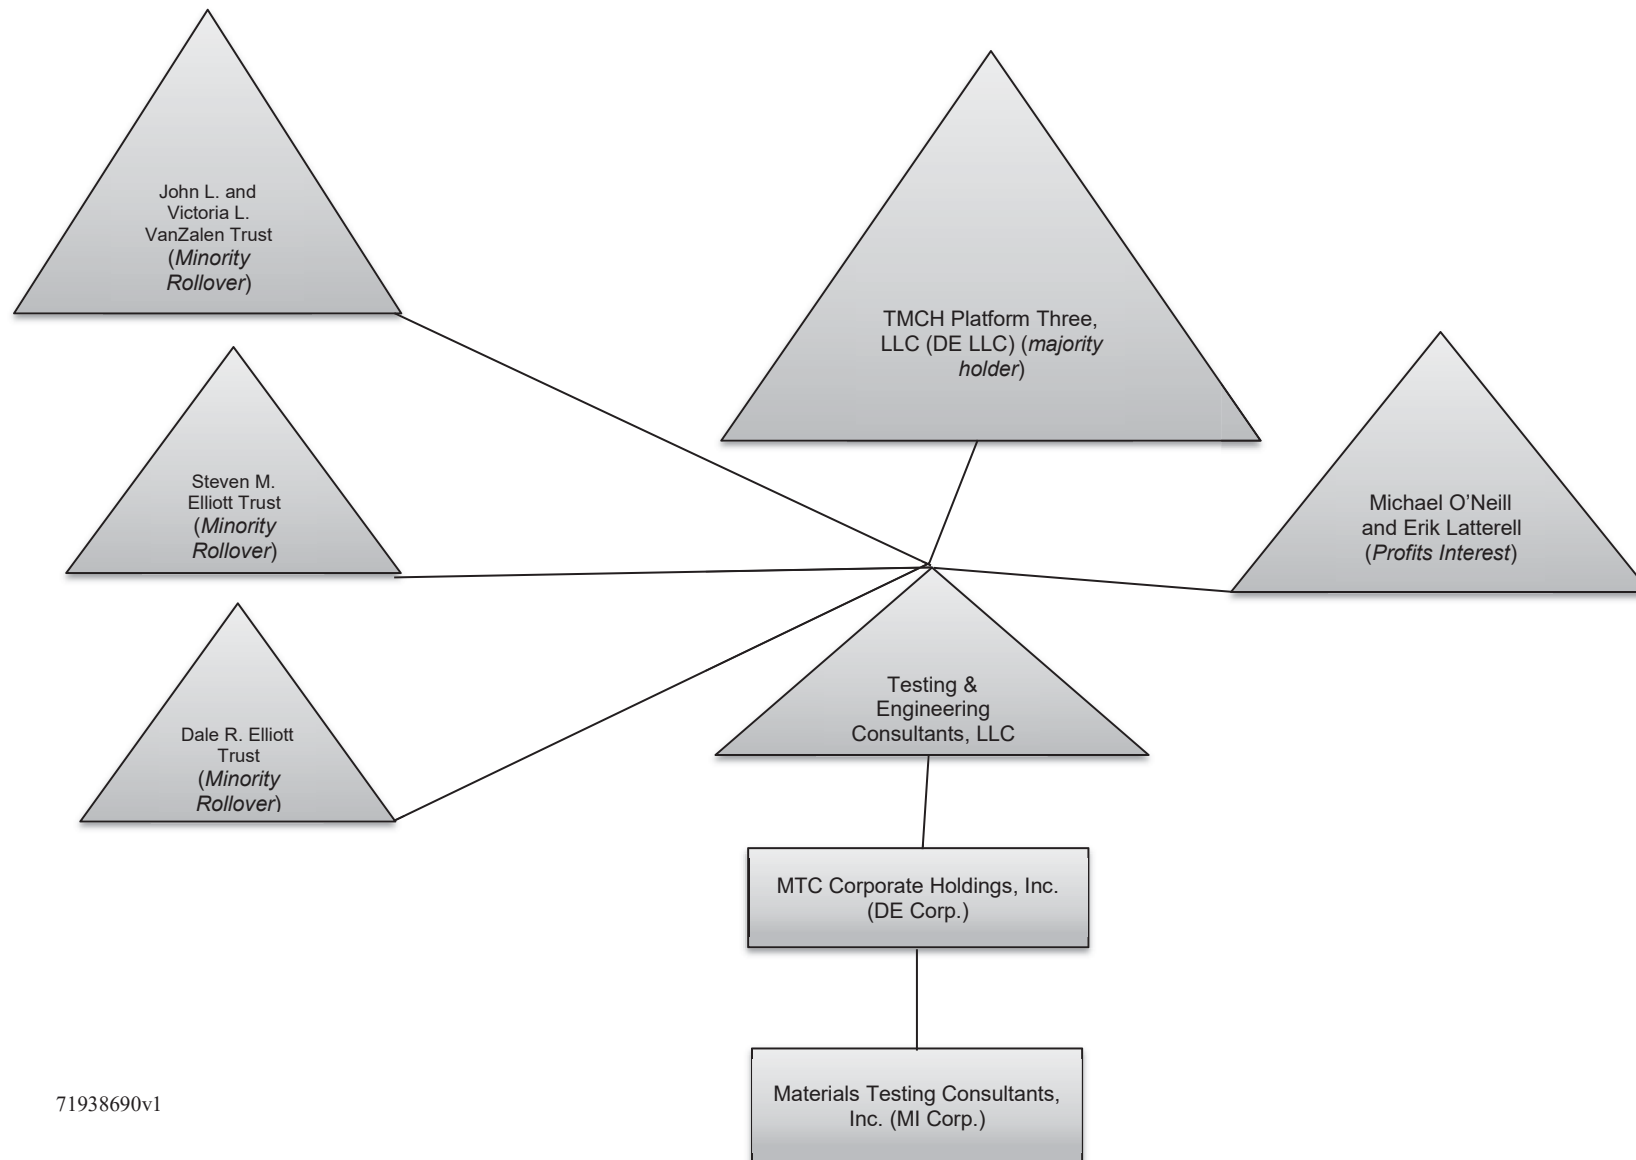 John L. and
Victoria L.
VanZalen Trust
(Minority
Rollover)
TMCH Platform Three,
LLC (DE LLC) (majority
holder)
Steven M.
Elliott Trust
(Minority
Rollover)
Michael O’Neill
and Erik Latterell
(Profits Interest)
Dale R. Elliott
Trust
(Minority
Rollover)
Testing &
Engineering
Consultants, LLC
MTC Corporate Holdings, Inc.
(DE Corp.)
Materials Testing Consultants,
Inc. (MI Corp.)
71938690v1